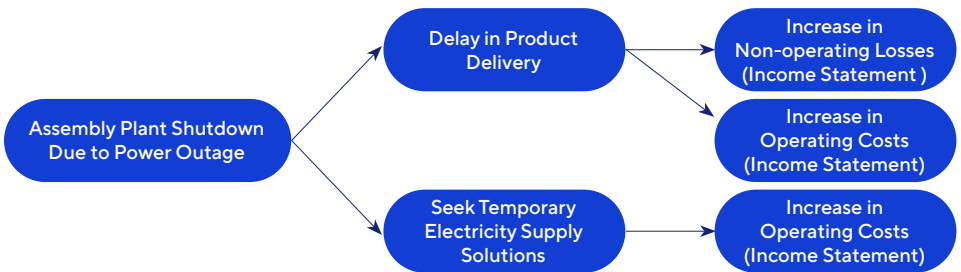 Assembly Plant Shutdown
Due to Power Outage
Delay in Product
Delivery
Seek Temporary
Electricity Supply
Solutions
Increase in
Non-operating Losses
(Income Statement )
Increase in
Operating Costs
(Income Statement)
Increase in
Operating Costs
(Income Statement)